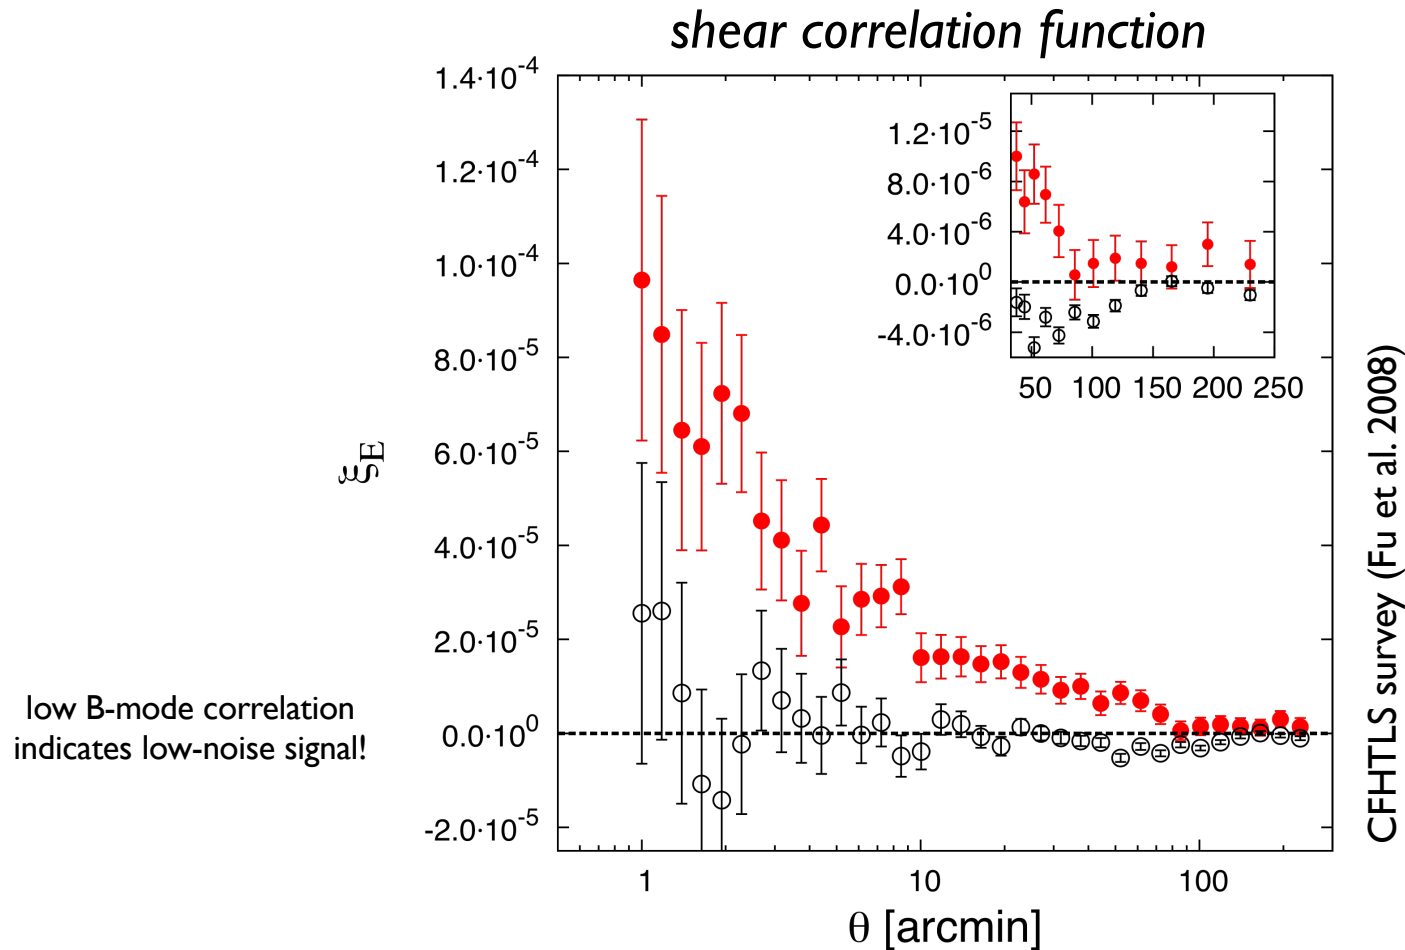 shear correlation function
1.4·10-4
1.2·10-4
1.0·10-4
8.0·10-5
6.0·10-5
4.0·10-5
2.0·10-5
0.0·100
-2.0·10-5
ξE
1.2·10-5
8.0·10-6
4.0·10-6
0.0·100
-4.0·10-6
50 100 150 200 250
low B-mode correlation
indicates low-noise signal!
1 10 100
θ [arcmin]
CFHTLS survey (Fu et al. 2008)